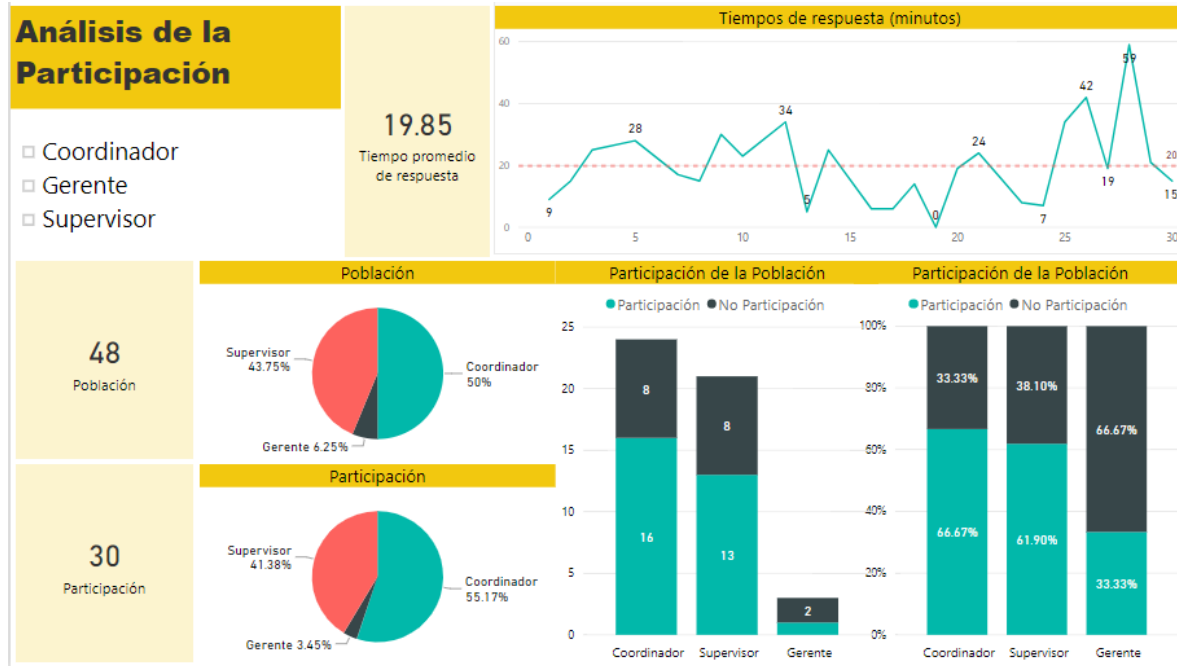 Análisis de la
Participación
Coordinador
Gerente
Supervisor
19.85
Tiempo promedio
de respuesta
Tiempos de respuesta (minutos)
60
40
20
0
9
28
34
5
0
24
7
42
19
59
20
15
0
5
10
15
20
25
30
48
Población
Población
Supervisor
43.75%
Coordinador
50%
Gerente 6.25%
30
Participación
Participación
Supervisor
41.38%
Coordinador
55.17%
Gerente 3.45%
Participación de la Población
Participación No Participación
25
20
15
10
5
0
8
8
16
13
2
Coordinador Supervisor Gerente
Participación de la Población
Participación No Participación
100%
80%
60%
40%
20%
0%
33.33%
38.10%
66.67%
66.67%
61.90%
33.33%
Coordinador Supervisor Gerente